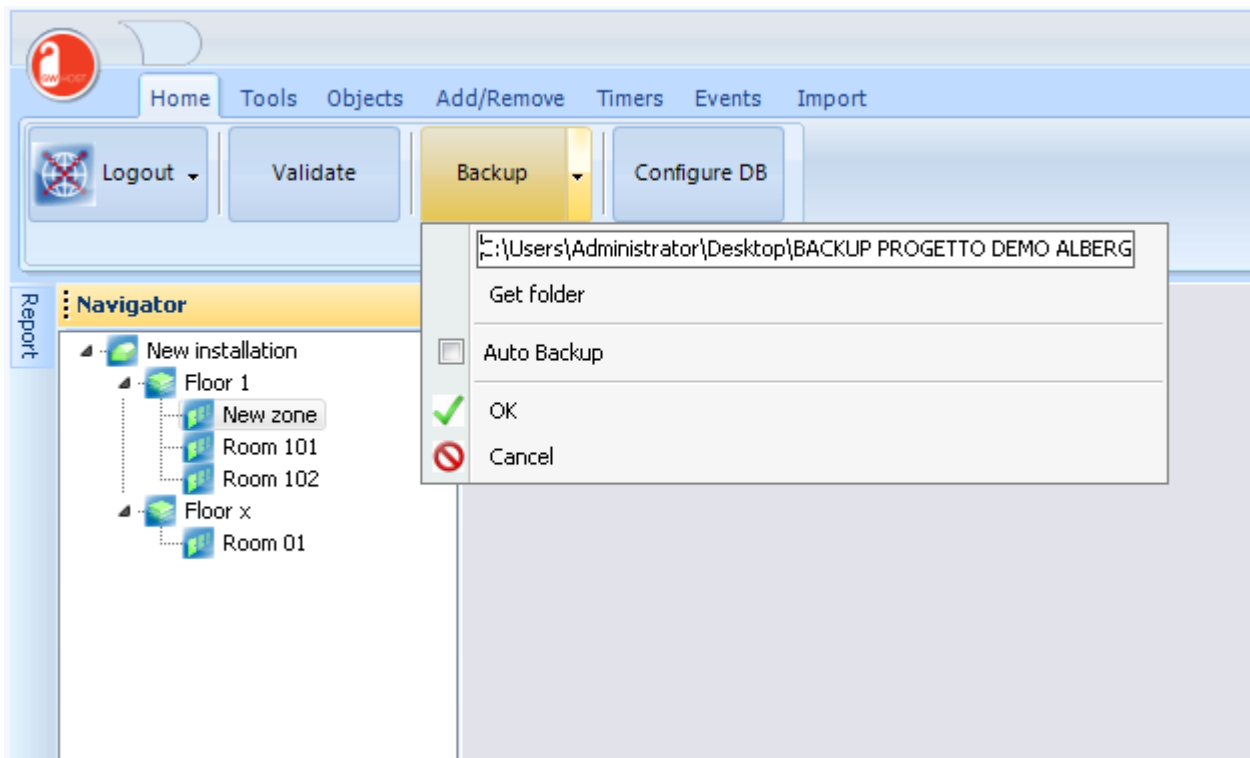 GW HOST
Home Tools Objects Add/Remove Timers Events Import
Logout Validate Backup Configure DB
C:\Users\Administrator\Desktop\BACKUP PROGETTO DEMO ALBERG
Get folder
Auto Backup
OK
Cancel
Report
Navigator
New installation
Floor 1
New zone
Room 101
Room 102
Floor x
Room 01